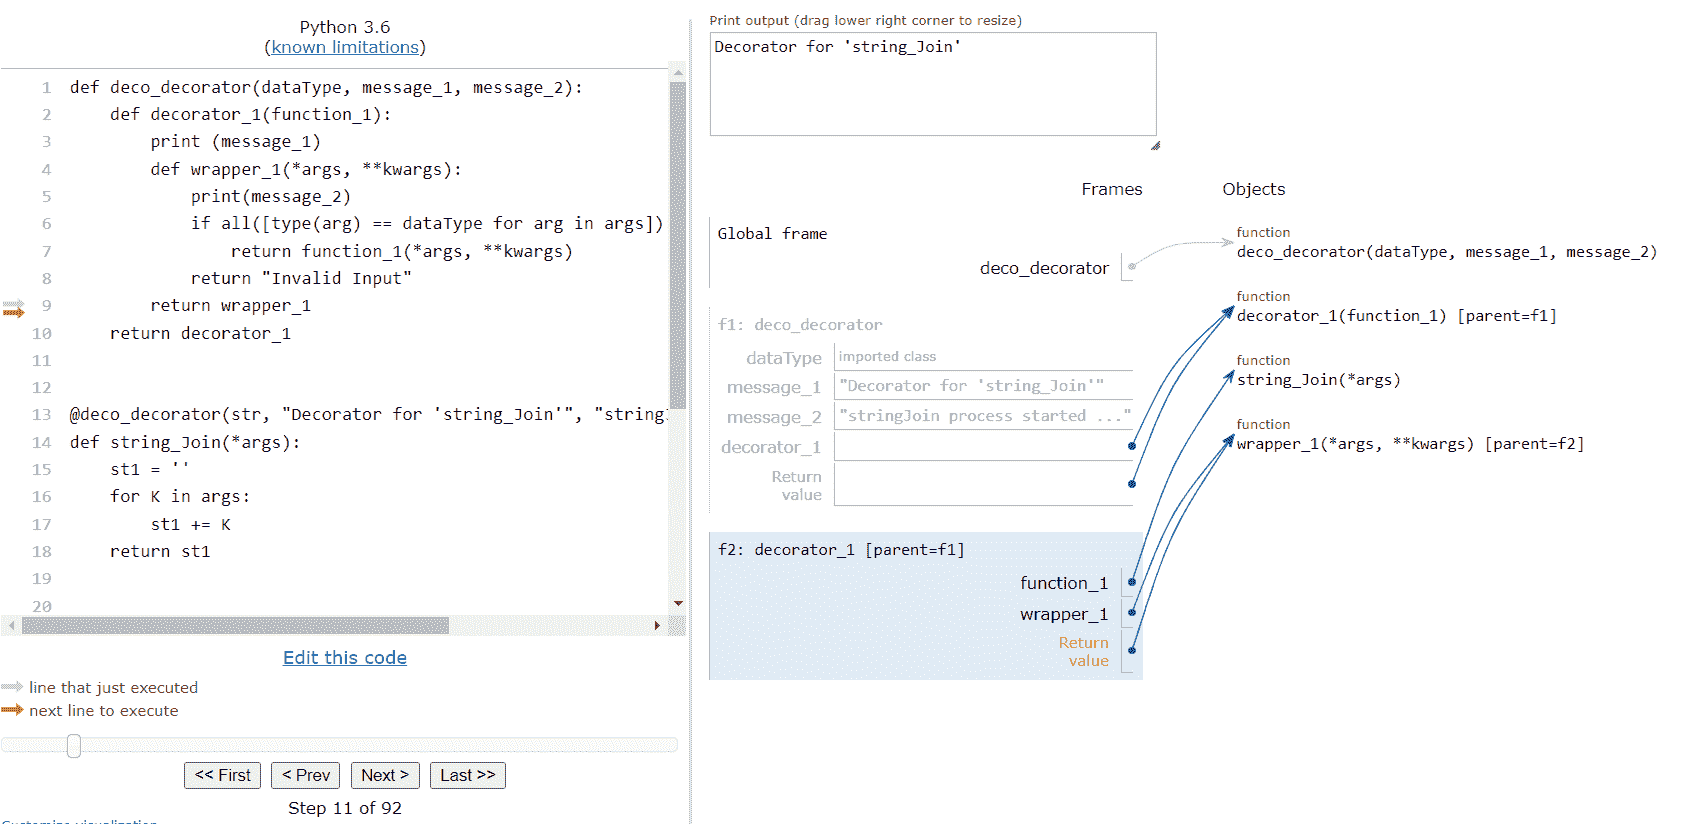 Python 3.6
(known limitations)
1 def deco_decorator(dataType, message_1, message_2):
2     def decorator_1(function_1):
3         print (message_1)
4         def wrapper_1(*args, **kwargs):
5             print(message_2)
6             if all([type(arg) == dataType for arg in args])
7                 return function_1(*args, **kwargs)
8             return "Invalid Input"
9         return wrapper_1
10     return decorator_1
11
12
13 @deco_decorator(str, "Decorator for 'string_Join'", "string
14 def string_Join(*args):
15     st1 = ''
16     for K in args:
17         st1 += K
18     return st1
19
20
Edit this code
line that just executed
next line to execute
<< First < Prev Next > Last >>
Step 11 of 92
Customize visualization
Print output (drag lower right corner to resize)
Decorator for 'string_Join'
Frames Objects
Global frame
deco_decorator
f1: deco_decorator
dataType imported class
message_1 "Decorator for 'string_Join'"
message_2 "stringJoin process started ..."
decorator_1
Return
value
f2: decorator_1 [parent=f1]
function_1
wrapper_1
Return
value
function
deco_decorator(dataType, message_1, message_2)
function
decorator_1(function_1) [parent=f1]
function
string_Join(*args)
function
wrapper_1(*args, **kwargs) [parent=f2]